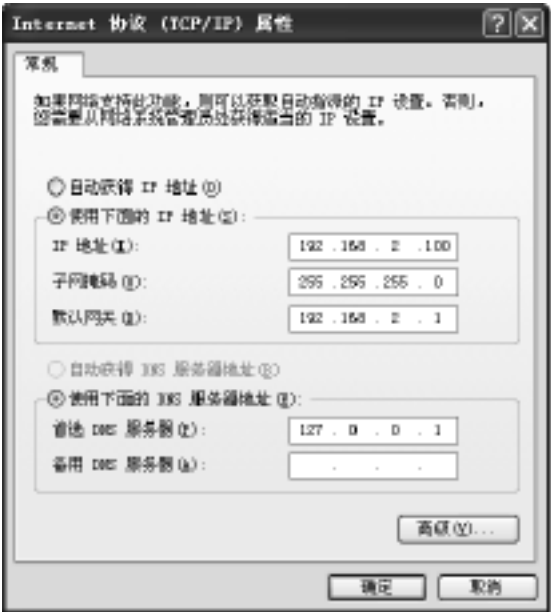 Internet 协议 (TCP/IP) 属性
常规
如果网络支持此功能，则可以获取自动指派的 IP 设置。否则，
您需要从网络系统管理员处获得适当的 IP 设置。
自动获得 IP 地址(O)
使用下面的 IP 地址(S):
IP 地址(I): 192 .168 . 2 .100
子网掩码(U): 255 .255 .255 . 0
默认网关(D): 192 .168 . 2 . 1
自动获得 DNS 服务器地址(B)
使用下面的 DNS 服务器地址(E):
首选 DNS 服务器(P): 127 . 0 . 0 . 1
备用 DNS 服务器(A): . . .
高级(V)...
确定 取消